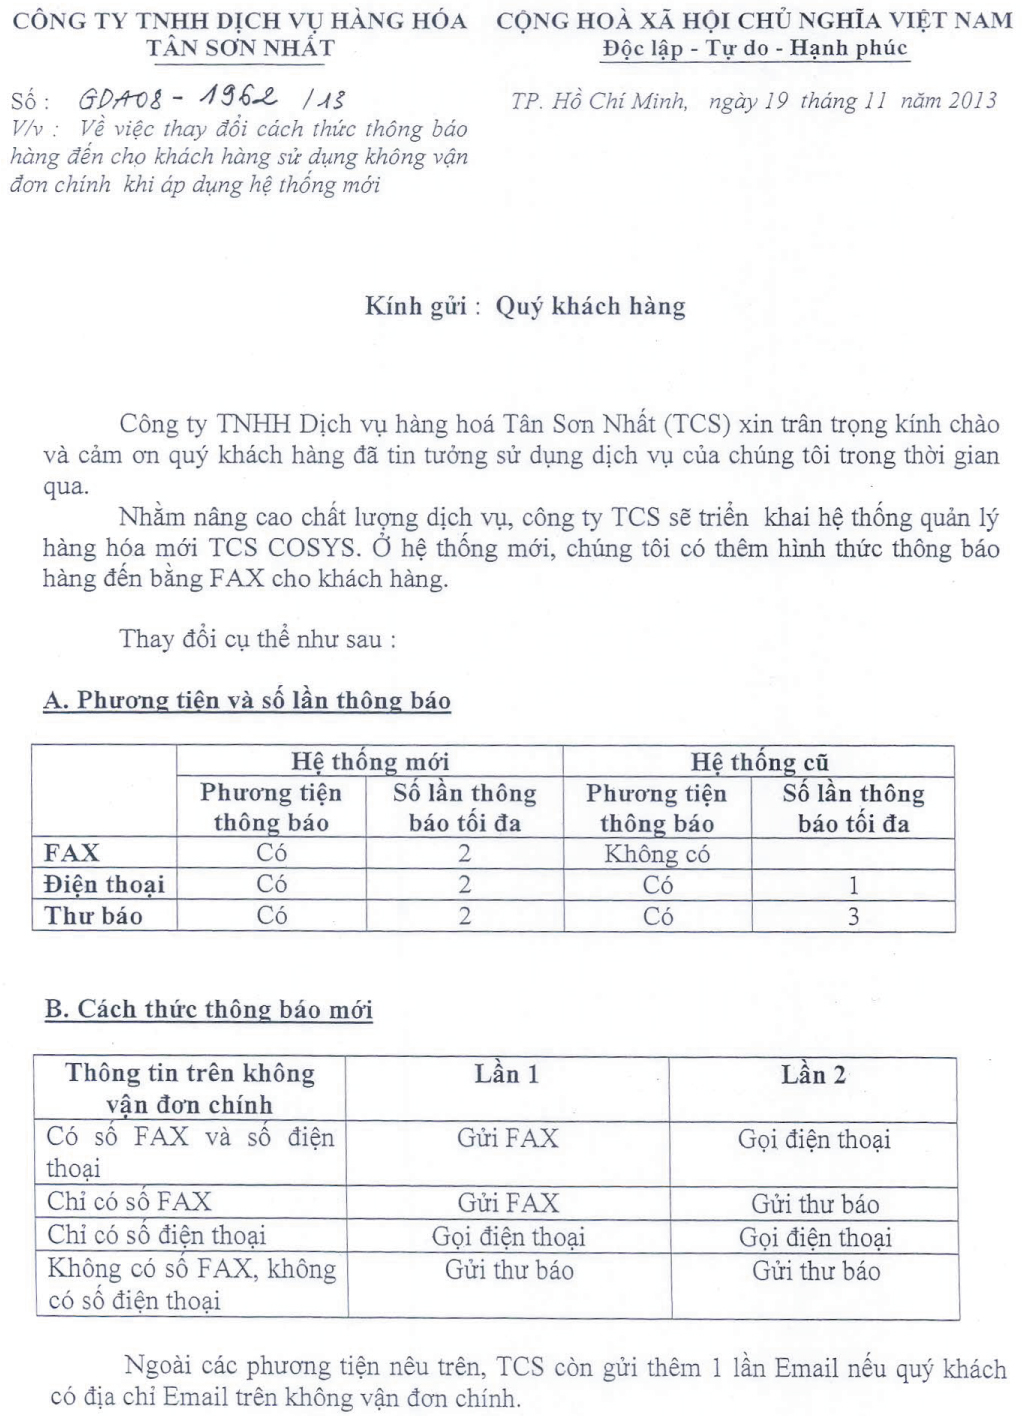 CÔNG TY TNHH DỊCH VỤ HÀNG HÓA
TÂN SƠN NHẤT
CỘNG HOÀ XÃ HỘI CHỦ NGHĨA VIỆT NAM
Độc lập - Tự do - Hạnh phúc
Số : GDA08 - 1962 /13
TP. Hồ Chí Minh, ngày 19 tháng 11 năm 2013
V/v : Về việc thay đổi cách thức thông báo
hàng đến cho khách hàng sử dụng không vận
đơn chính khi áp dụng hệ thống mới
Kính gửi : Quý khách hàng
Công ty TNHH Dịch vụ hàng hoá Tân Sơn Nhất (TCS) xin trân trọng kính chào
và cảm ơn quý khách hàng đã tin tưởng sử dụng dịch vụ của chúng tôi trong thời gian
qua.
Nhằm nâng cao chất lượng dịch vụ, công ty TCS sẽ triển khai hệ thống quản lý
hàng hóa mới TCS COSYS. Ở hệ thống mới, chúng tôi có thêm hình thức thông báo
hàng đến bằng FAX cho khách hàng.
Thay đổi cụ thể như sau :
A. Phương tiện và số lần thông báo
Hệ thống mới Hệ thống cũ
Phương tiện Số lần thông Phương tiện Số lần thông
thông báo báo tối đa thông báo báo tối đa
FAX Có 2 Không có
Điện thoại Có 2 Có 1
Thư báo Có 2 Có 3
B. Cách thức thông báo mới
Thông tin trên không Lần 1 Lần 2
vận đơn chính
Có số FAX và số điện Gửi FAX Gọi điện thoại
thoại
Chỉ có số FAX Gửi FAX Gửi thư báo
Chỉ có số điện thoại Gọi điện thoại Gọi điện thoại
Không có số FAX, không Gửi thư báo Gửi thư báo
có số điện thoại
Ngoài các phương tiện nêu trên, TCS còn gửi thêm 1 lần Email nếu quý khách
có địa chỉ Email trên không vận đơn chính.